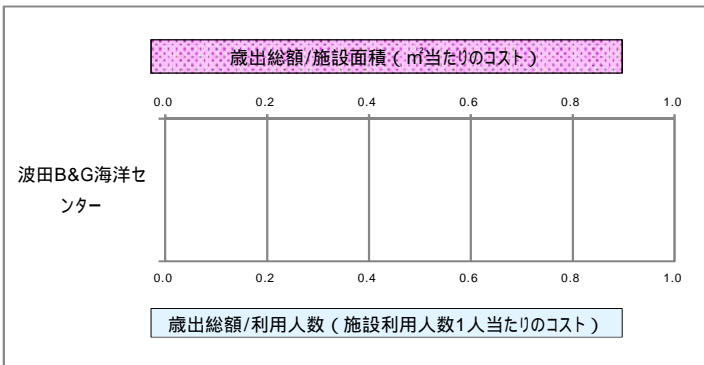 歳出総額/施設面積(㎡当たりのコスト)
0.0 0.2 0.4 0.6 0.8 1.0
波田B&G海洋セ
ンター
0.0 0.2 0.4 0.6 0.8 1.0
歳出総額/利用人数(施設利用人数1人当たりのコスト)